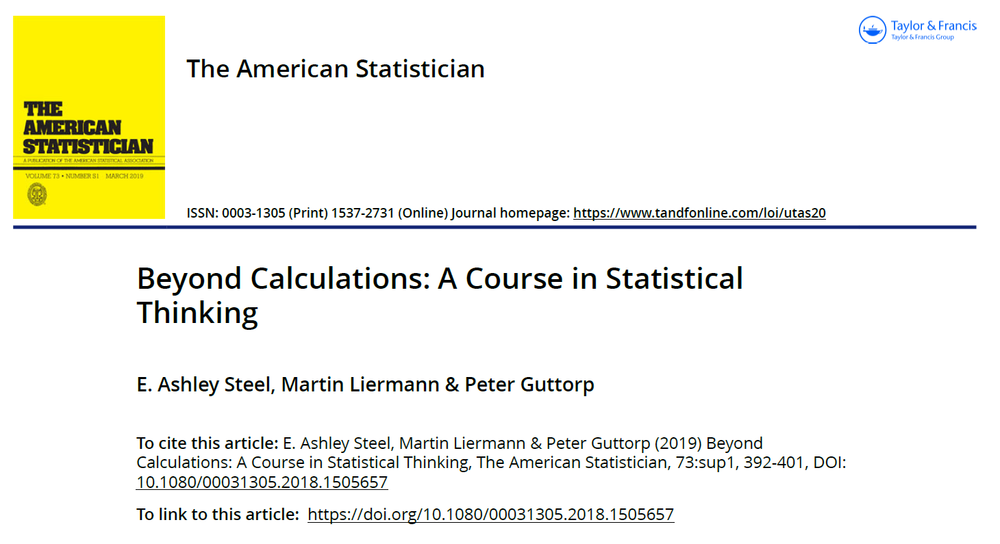 Taylor & Francis
Taylor & Francis Group
The American Statistician
THE
AMERICAN
STATISTICIAN
A PUBLICATION OF THE AMERICAN STATISTICAL ASSOCIATION
VOLUME 73 • NUMBER S1 MARCH 2019
ISSN: 0003-1305 (Print) 1537-2731 (Online) Journal homepage: https://www.tandfonline.com/loi/utas20
Beyond Calculations: A Course in Statistical
Thinking
E. Ashley Steel, Martin Liermann & Peter Guttorp
To cite this article: E. Ashley Steel, Martin Liermann & Peter Guttorp (2019) Beyond
Calculations: A Course in Statistical Thinking, The American Statistician, 73:sup1, 392-401, DOI:
10.1080/00031305.2018.1505657
To link to this article: https://doi.org/10.1080/00031305.2018.1505657